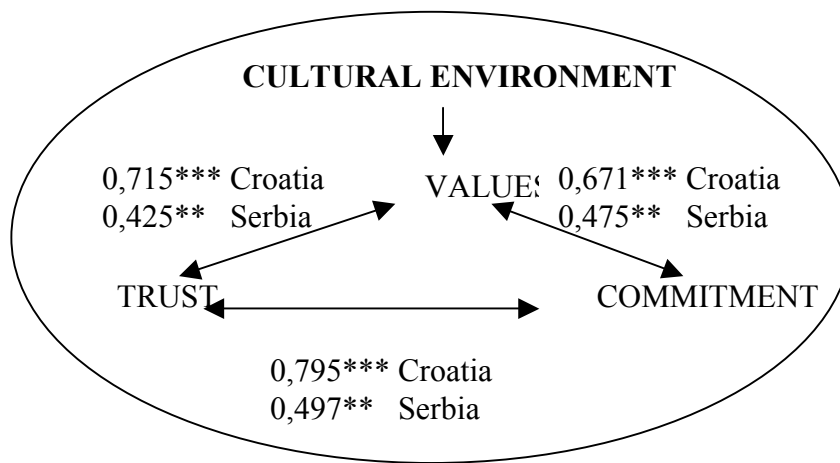 CULTURAL ENVIRONMENT
0,715*** Croatia
0,425** Serbia
VALUES
0,671*** Croatia
0,475** Serbia
TRUST
COMMITMENT
0,795*** Croatia
0,497** Serbia